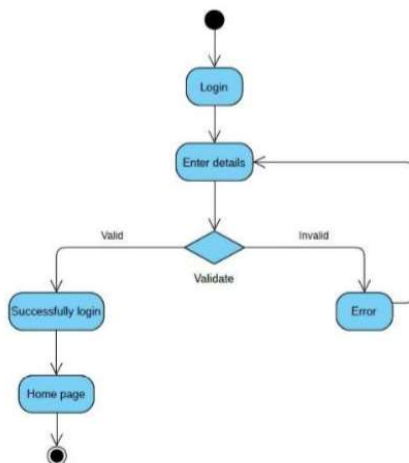 Login
Enter details
Valid
Invalid
Validate
Successfully login
Error
Home page